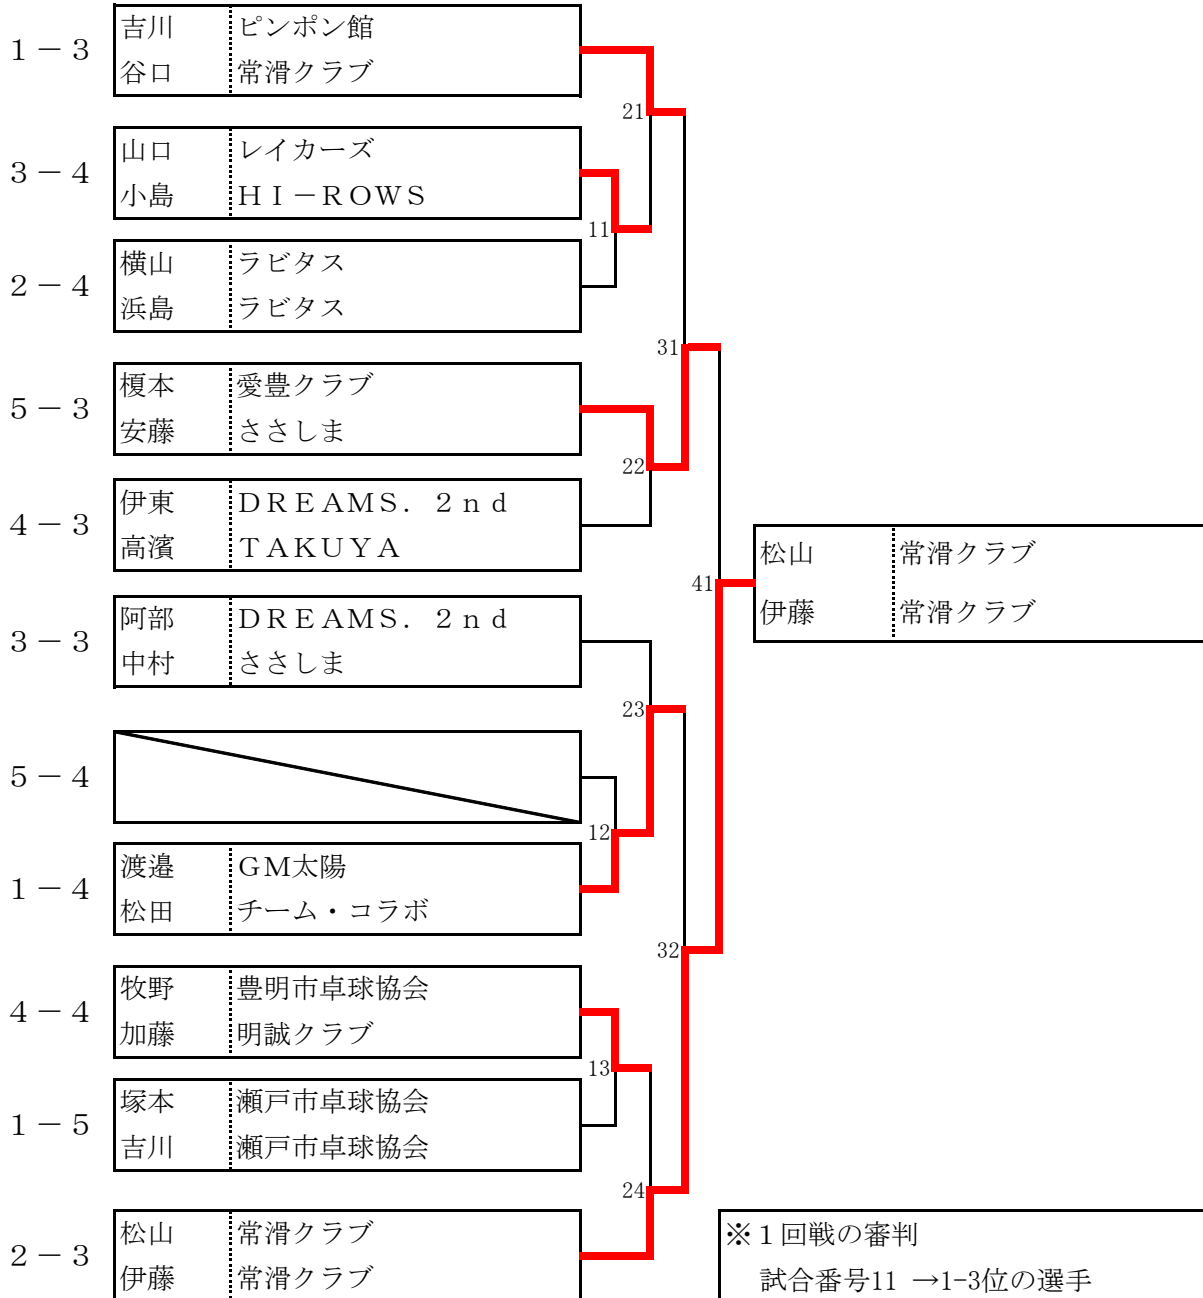 1－3
吉川 ピンポン館
谷口 常滑クラブ
21
3－4
山口 レイカーズ
小島 ＨＩ－ＲＯＷＳ
11
2－4
横山 ラビタス
浜島 ラビタス
31
5－3
榎本 愛豊クラブ
安藤 ささしま
22
4－3
伊東 ＤＲＥＡＭＳ．２ｎｄ
高濱 ＴＡＫＵＹＡ
41
松山 常滑クラブ
伊藤 常滑クラブ
3－3
阿部 ＤＲＥＡＭＳ．２ｎｄ
中村 ささしま
23
5－4
12
1－4
渡邉 ＧＭ太陽
松田 チーム・コラボ
32
4－4
牧野 豊明市卓球協会
加藤 明誠クラブ
13
1－5
塚本 瀬戸市卓球協会
吉川 瀬戸市卓球協会
24
2－3
松山 常滑クラブ
伊藤 常滑クラブ
※１回戦の審判
試合番号11 →1-3位の選手